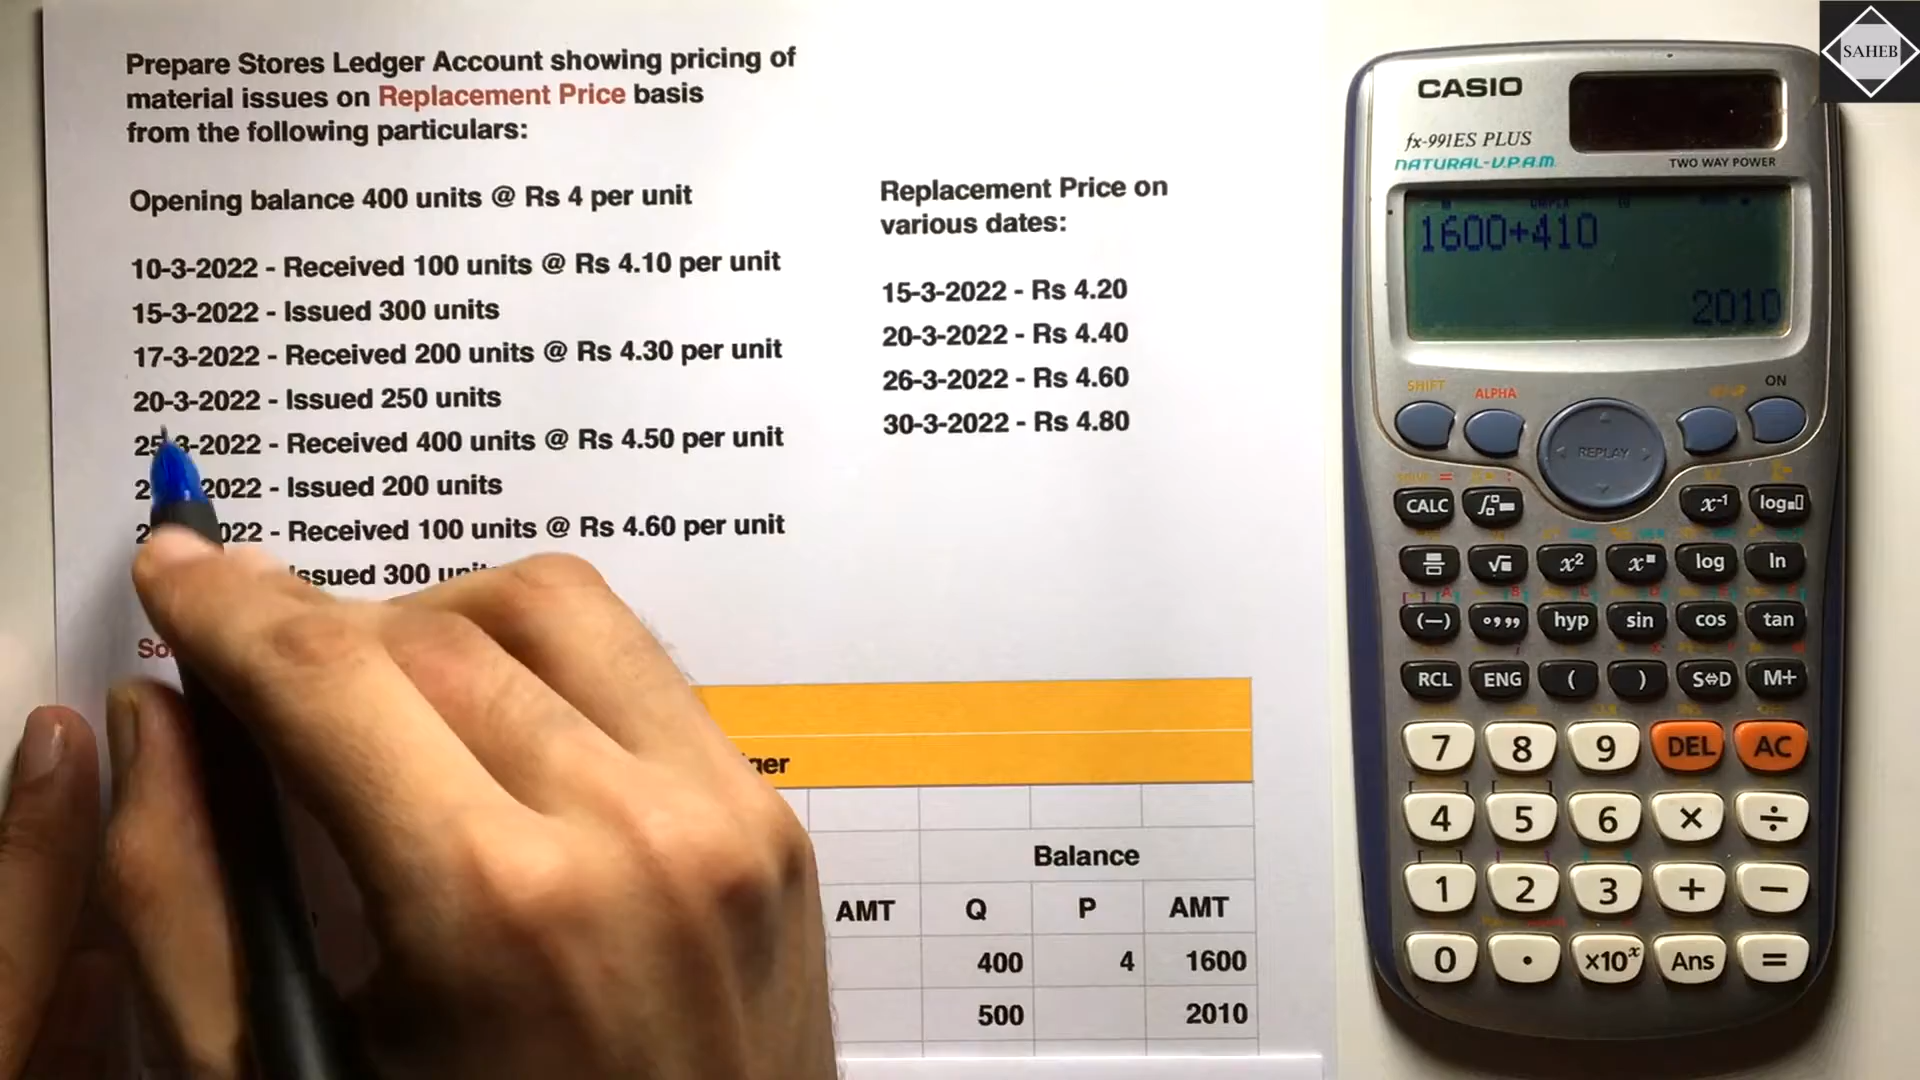 Prepare Stores Ledger Account showing pricing of
material issues on Replacement Price basis
from the following particulars:
Opening balance 400 units @ Rs 4 per unit
10-3-2022 - Received 100 units @ Rs 4.10 per unit
15-3-2022 - Issued 300 units
17-3-2022 - Received 200 units @ Rs 4.30 per unit
20-3-2022 - Issued 250 units
25-3-2022 - Received 400 units @ Rs 4.50 per unit
2022 - Issued 200 units
022 - Received 100 units @ Rs 4.60 per unit
Issued 300 units
Replacement Price on
various dates:
15-3-2022 - Rs 4.20
20-3-2022 - Rs 4.40
26-3-2022 - Rs 4.60
30-3-2022 - Rs 4.80
Balance
AMT Q P AMT
400 4 1600
500 2010
SAHEB
CASIO
fx-991ES PLUS
NATURAL-V.P.A.M.
TWO WAY POWER
1600+410
2010
SHIFT ALPHA ON
REPLAY
CALC x⁻¹ log
√ x² x log ln
(—) hyp sin cos tan
RCL ENG ( ) S⇔D M+
7 8 9 DEL AC
4 5 6 × ÷
1 2 3 + −
0 • ×10ˣ Ans =